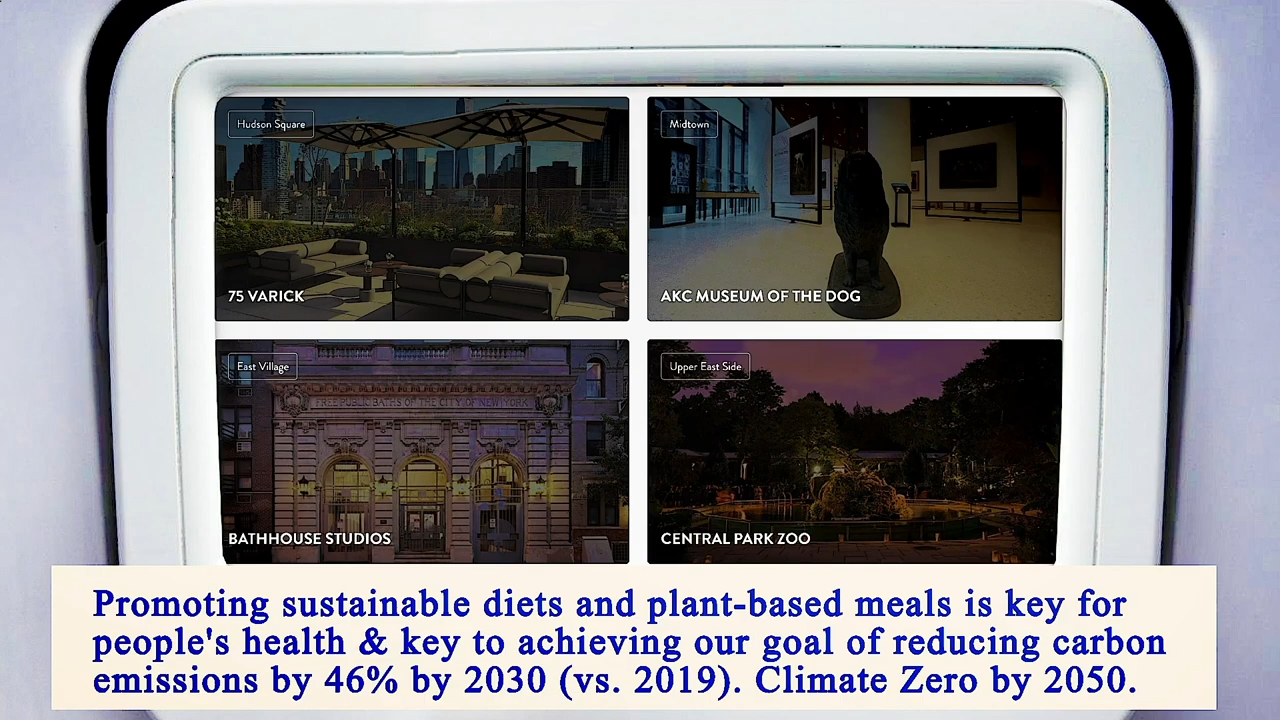 Hudson Square
75 VARICK
Midtown
AKC MUSEUM OF THE DOG
East Village
FREE PUBLIC BATHS OF THE CITY OF NEW YORK
BATHHOUSE STUDIOS
Upper East Side
CENTRAL PARK ZOO
Promoting sustainable diets and plant-based meals is key for
people's health & key to achieving our goal of reducing carbon
emissions by 46% by 2030 (vs. 2019). Climate Zero by 2050.